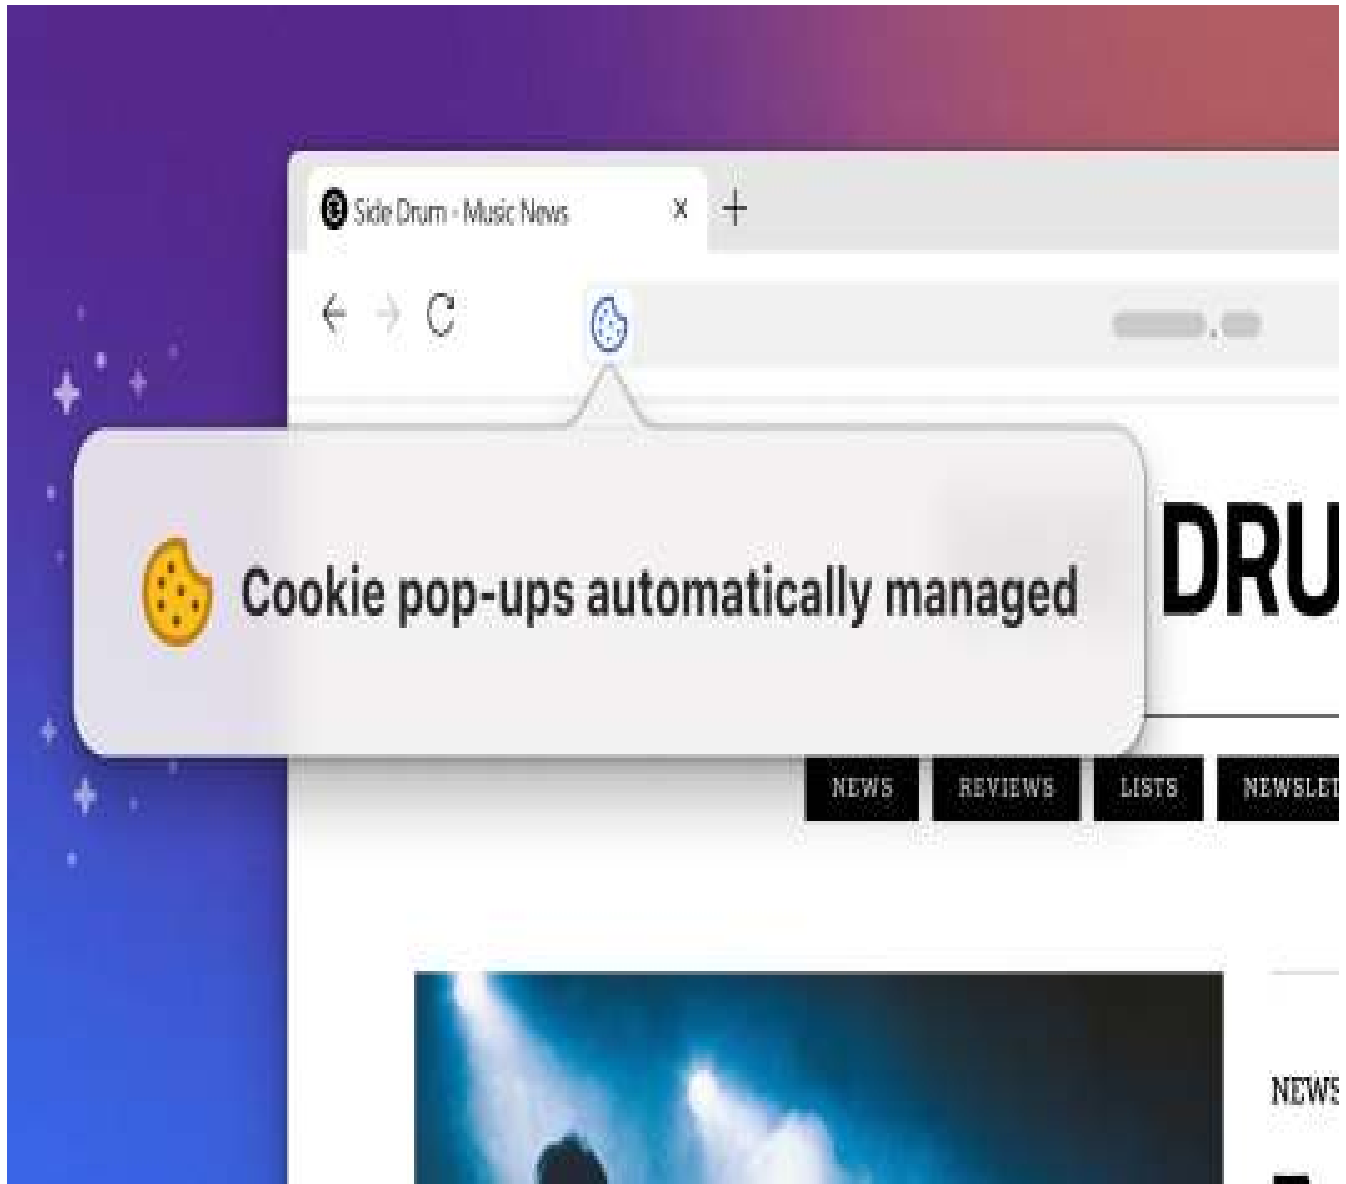 Side Drum - Music News
Cookie pop-ups automatically managed
DRU
NEWS
REVIEWS
LISTS
NEWSLET
NEWS